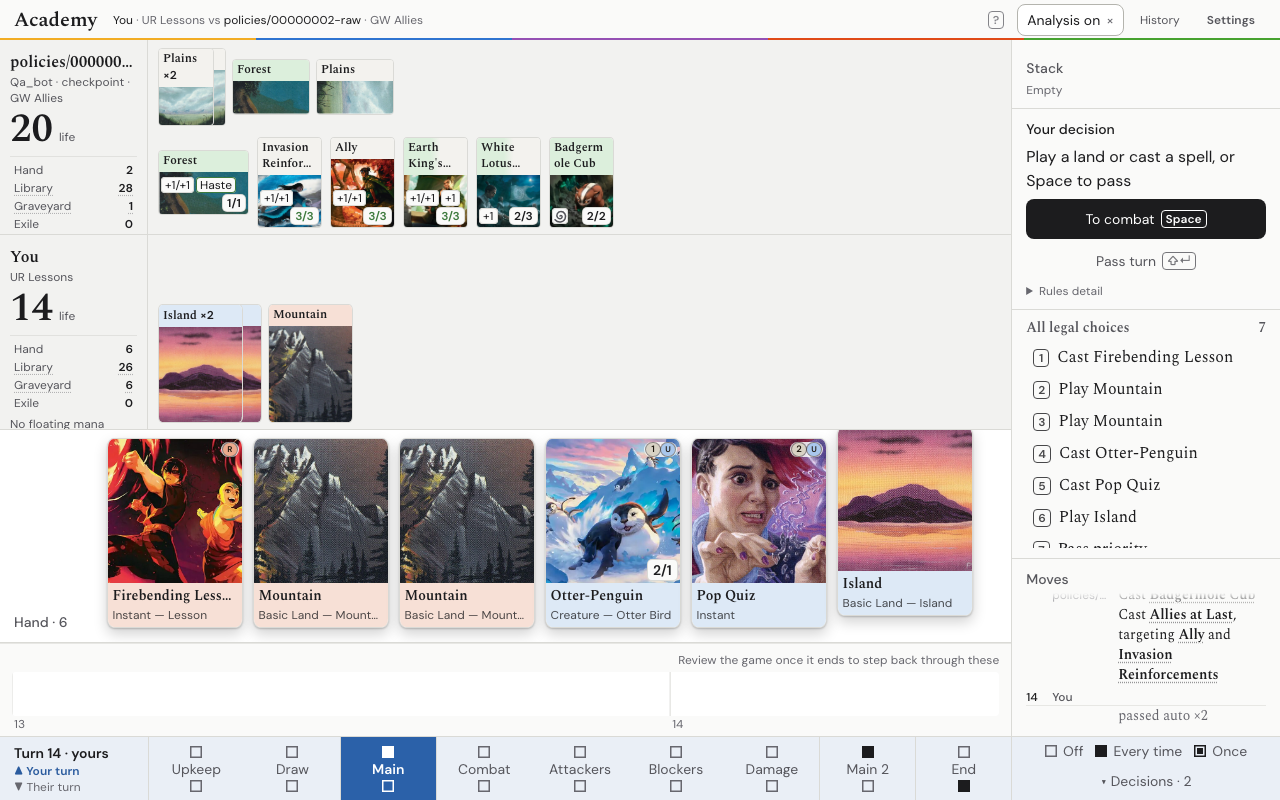 Academy
You · UR Lessons vs policies/00000002-raw · GW Allies
?
Analysis on ×
History
Settings
policies/000000...
Qa_bot · checkpoint ·
GW Allies
20 life
Hand 2
Library 28
Graveyard 1
Exile 0
Plains
×2
Forest
Plains
Forest
+1/+1 Haste
1/1
Invasion
Reinfor...
+1/+1
3/3
Ally
+1/+1
3/3
Earth
King's...
+1/+1 +1
3/3
White
Lotus...
+1
2/3
Badgerm
ole Cub
2/2
You
UR Lessons
14 life
Hand 6
Library 26
Graveyard 6
Exile 0
No floating mana
Island ×2
Mountain
Hand · 6
R
Firebending Less...
Instant — Lesson
Mountain
Basic Land — Mount...
Mountain
Basic Land — Mount...
1 U
2/1
Otter-Penguin
Creature — Otter Bird
2 U
Pop Quiz
Instant
Island
Basic Land — Island
Review the game once it ends to step back through these
13
14
Stack
Empty
Your decision
Play a land or cast a spell, or
Space to pass
To combat Space
Pass turn
Rules detail
All legal choices 7
1 Cast Firebending Lesson
2 Play Mountain
3 Play Mountain
4 Cast Otter-Penguin
5 Cast Pop Quiz
6 Play Island
7 Pass priority
Moves
policies/... Cast Badgermole Cub
Cast Allies at Last,
targeting Ally and
Invasion
Reinforcements
14 You
passed auto ×2
Turn 14 · yours
Your turn
Their turn
Upkeep
Draw
Main
Combat
Attackers
Blockers
Damage
Main 2
End
Off
Every time
Once
Decisions · 2